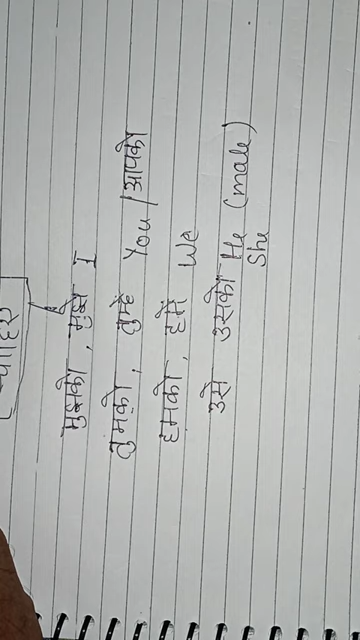 चाहिए
मुझको, मुझे I
तुमको, तुम्हें You/आपको
हमको, हमें We
उसे उसको He (male)
She